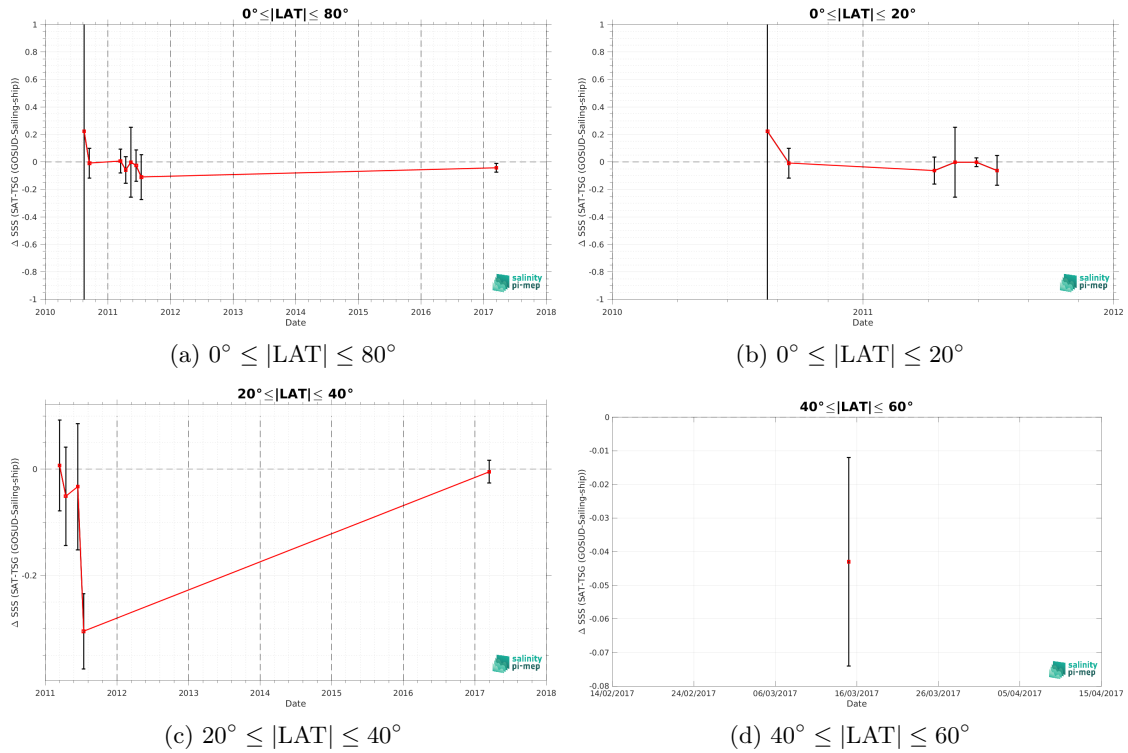 0°≤|LAT|≤ 80°
1
0.8
0.6
0.4
0.2
0
-0.2
-0.4
-0.6
-0.8
-1
Δ SSS (SAT-TSG (GOSUD-Sailing-ship))
2010 2011 2012 2013 2014 2015 2016 2017 2018
Date
salinity
pi-mep
(a) 0° ≤ |LAT| ≤ 80°
0°≤|LAT|≤ 20°
1
0.8
0.6
0.4
0.2
0
-0.2
-0.4
-0.6
-0.8
-1
Δ SSS (SAT-TSG (GOSUD-Sailing-ship))
2010 2011 2012
Date
salinity
pi-mep
(b) 0° ≤ |LAT| ≤ 20°
20°≤|LAT|≤ 40°
0
-0.2
Δ SSS (SAT-TSG (GOSUD-Sailing-ship))
2011 2012 2013 2014 2015 2016 2017 2018
Date
salinity
pi-mep
(c) 20° ≤ |LAT| ≤ 40°
40°≤|LAT|≤ 60°
0
-0.01
-0.02
-0.03
-0.04
-0.05
-0.06
-0.07
-0.08
Δ SSS (SAT-TSG (GOSUD-Sailing-ship))
14/02/2017 24/02/2017 06/03/2017 16/03/2017 26/03/2017 05/04/2017 15/04/2017
Date
salinity
pi-mep
(d) 40° ≤ |LAT| ≤ 60°